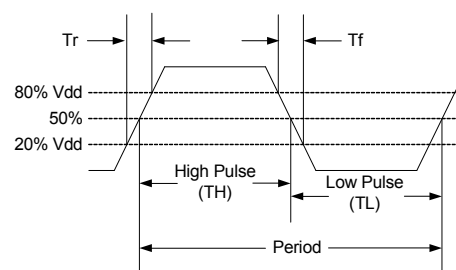 Tr
Tf
80% Vdd
50%
20% Vdd
High Pulse
(TH)
Low Pulse
(TL)
Period